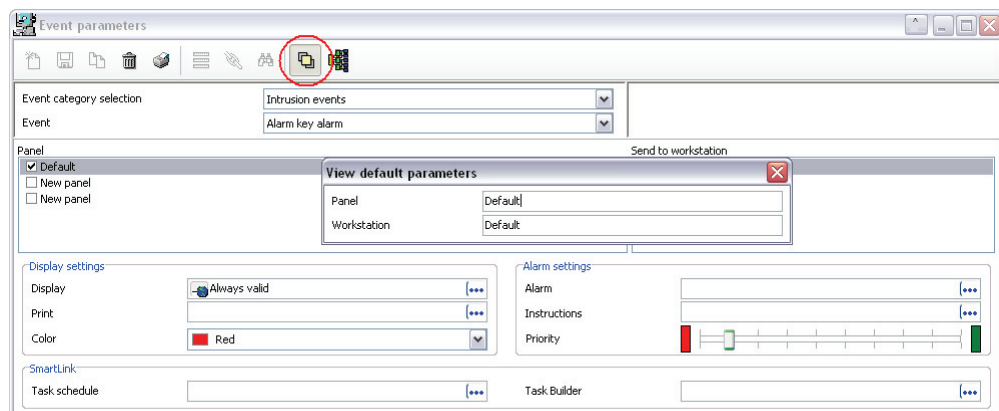 Event parameters
Event category selection Intrusion events
Event Alarm key alarm
Panel Send to workstation
Default
New panel
New panel
View default parameters
Panel Default
Workstation Default
Display settings Alarm settings
Display Always valid Alarm
Print Instructions
Color Red Priority
SmartLink
Task schedule Task Builder